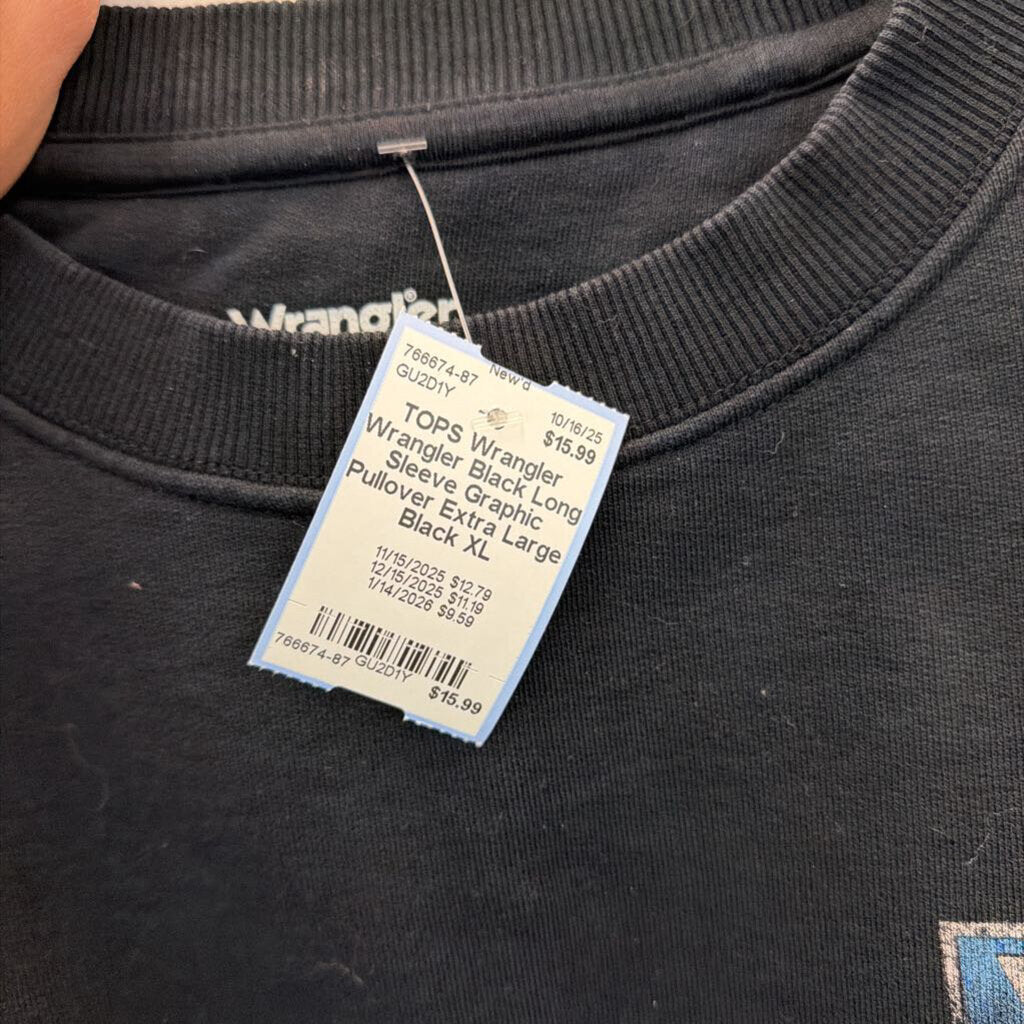 Wrangler®
766674-87 New'd
GU2D1Y
10/16/25
$15.99
TOPS Wrangler
Wrangler Black Long
Sleeve Graphic
Pullover Extra Large
Black XL
11/15/2025 $12.79
12/15/2025 $11.19
1/14/2026 $9.59
766674-87 GU2D1Y
$15.99